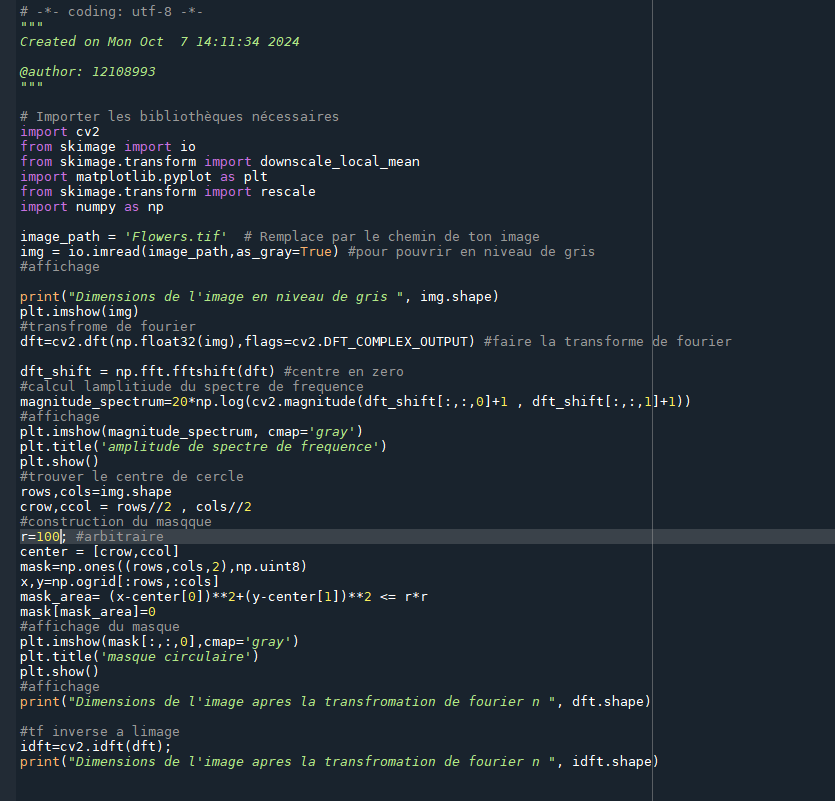 # -*- coding: utf-8 -*-
"""
Created on Mon Oct  7 14:11:34 2024
@author: 12108993
"""
# Importer les bibliothèques nécessaires
import cv2
from skimage import io
from skimage.transform import downscale_local_mean
import matplotlib.pyplot as plt
from skimage.transform import rescale
import numpy as np
image_path = 'Flowers.tif'  # Remplace par le chemin de ton image
img = io.imread(image_path,as_gray=True) #pour pouvrir en niveau de gris
#affichage
print("Dimensions de l'image en niveau de gris ", img.shape)
plt.imshow(img)
#transfrome de fourier
dft=cv2.dft(np.float32(img),flags=cv2.DFT_COMPLEX_OUTPUT) #faire la transforme de fourier
dft_shift = np.fft.fftshift(dft) #centre en zero
#calcul lamplitiude du spectre de frequence
magnitude_spectrum=20*np.log(cv2.magnitude(dft_shift[:,:,0]+1 , dft_shift[:,:,1]+1))
#affichage
plt.imshow(magnitude_spectrum, cmap='gray')
plt.title('amplitude de spectre de frequence')
plt.show()
#trouver le centre de cercle
rows,cols=img.shape
crow,ccol = rows//2 , cols//2
#construction du masqque
r=100; #arbitraire
center = [crow,ccol]
mask=np.ones((rows,cols,2),np.uint8)
x,y=np.ogrid[:rows,:cols]
mask_area= (x-center[0])**2+(y-center[1])**2 <= r*r
mask[mask_area]=0
#affichage du masque
plt.imshow(mask[:,:,0],cmap='gray')
plt.title('masque circulaire')
plt.show()
#affichage
print("Dimensions de l'image apres la transfromation de fourier n ", dft.shape)
#tf inverse a limage
idft=cv2.idft(dft);
print("Dimensions de l'image apres la transfromation de fourier n ", idft.shape)